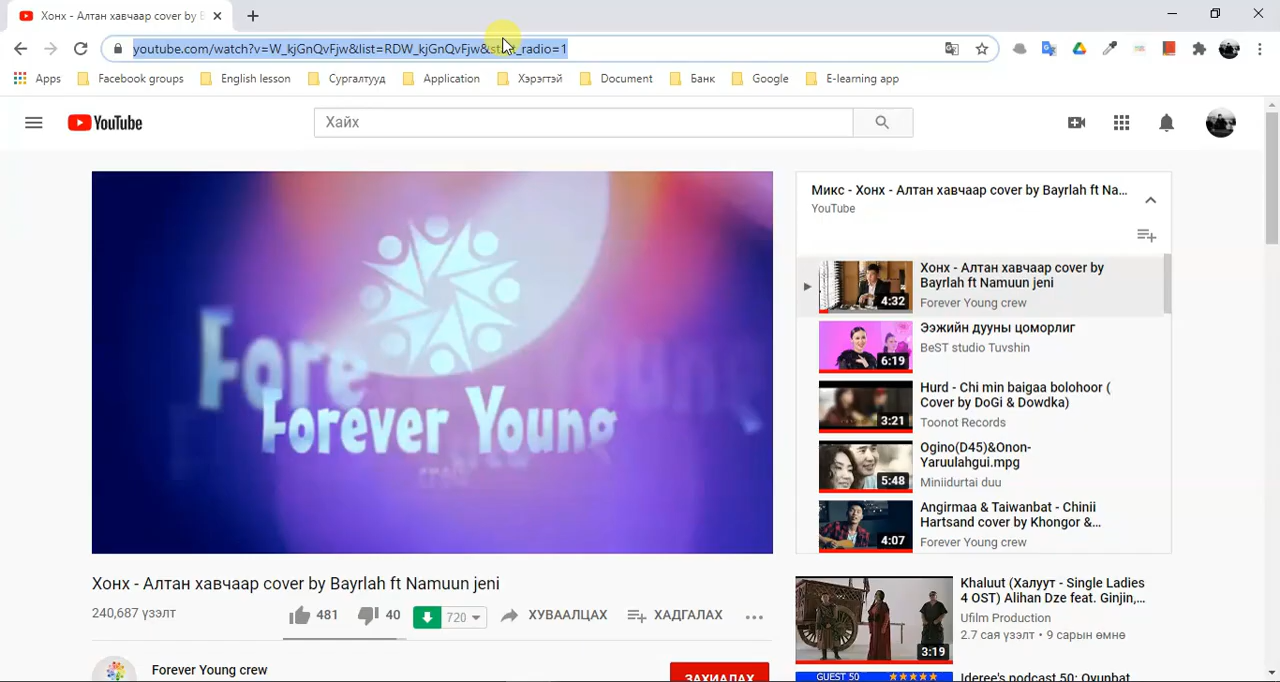 Хонх - Алтан хавчаар cover by B
youtube.com/watch?v=W_kjGnQvFjw&list=RDW_kjGnQvFjw&start_radio=1
Apps
Facebook groups
English lesson
Сургалтууд
Application
Хэрэгтэй
Document
Банк
Google
E-learning app
YouTube
Хайх
Forever Young
Микс - Хонх - Алтан хавчаар cover by Bayrlah ft Na...
YouTube
Хонх - Алтан хавчаар cover by
Bayrlah ft Namuun jeni
Forever Young crew
4:32
Ээжийн дууны цоморлиг
BeST studio Tuvshin
6:19
Hurd - Chi min baigaa bolohoor (
Cover by DoGi & Dowdka)
Toonot Records
3:21
Ogino(D45)&Onon-
Yaruulahgui.mpg
Miniidurtai duu
5:48
Angirmaa & Taiwanbat - Chinii
Hartsand cover by Khongor &...
Forever Young crew
4:07
Хонх - Алтан хавчаар cover by Bayrlah ft Namuun jeni
240,687 үзэлт
481
40
720
ХУВААЛЦАХ
ХАДГАЛАХ
Forever Young crew
ЗАХИАЛАХ
Khaluut (Халуут - Single Ladies
4 OST) Alihan Dze feat. Ginjin,...
Ufilm Production
2.7 сая үзэлт • 9 сарын өмнө
3:19
GUEST 50
Ideree's podcast 50: Oyunbat